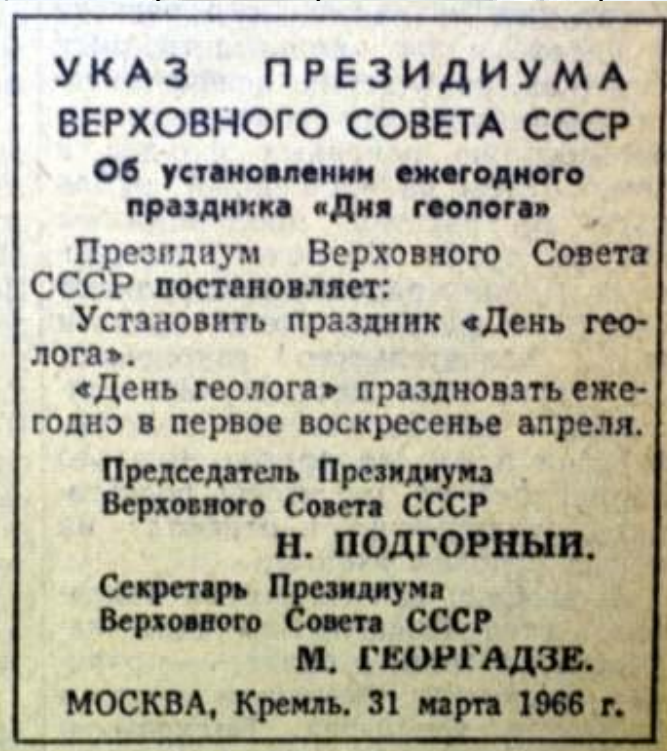 УКАЗ ПРЕЗИДИУМА
ВЕРХОВНОГО СОВЕТА СССР
Об установлении ежегодного
праздника «Дня геолога»
Президиум Верховного Совета
СССР постановляет:
Установить праздник «День гео-
лога».
«День геолога» праздновать еже-
годно в первое воскресенье апреля.
Председатель Президиума
Верховного Совета СССР
Н. ПОДГОРНЫЙ.
Секретарь Президиума
Верховного Совета СССР
М. ГЕОРГАДЗЕ.
МОСКВА, Кремль. 31 марта 1966 г.